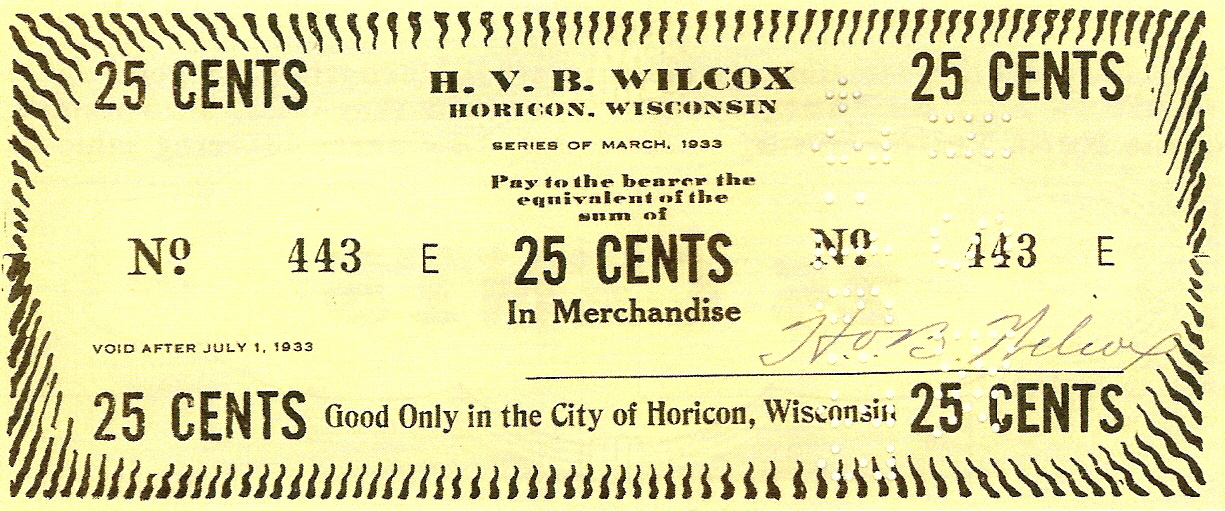 25 CENTS H. V. B. WILCOX 25 CENTS
HORICON, WISCONSIN
SERIES OF MARCH, 1933
Pay to the bearer the
equivalent of the
sum of
No 443 E 25 CENTS No 443 E
In Merchandise
H. V. B. Wilcox
VOID AFTER JULY 1, 1933
25 CENTS Good Only in the City of Horicon, Wisconsin 25 CENTS